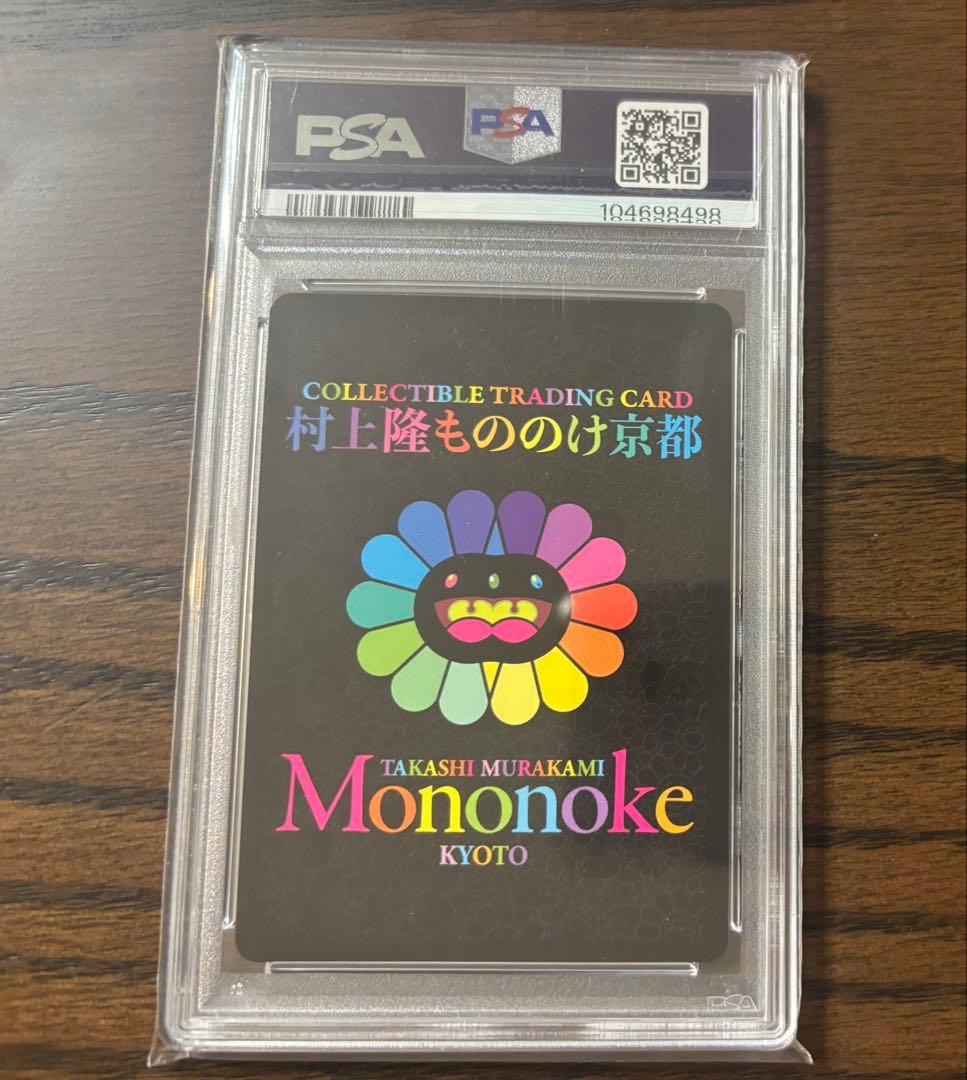 PSA
PSA
104698498
COLLECTIBLE TRADING CARD
村上隆もののけ京都
TAKASHI MURAKAMI
Mononoke
KYOTO
PSA